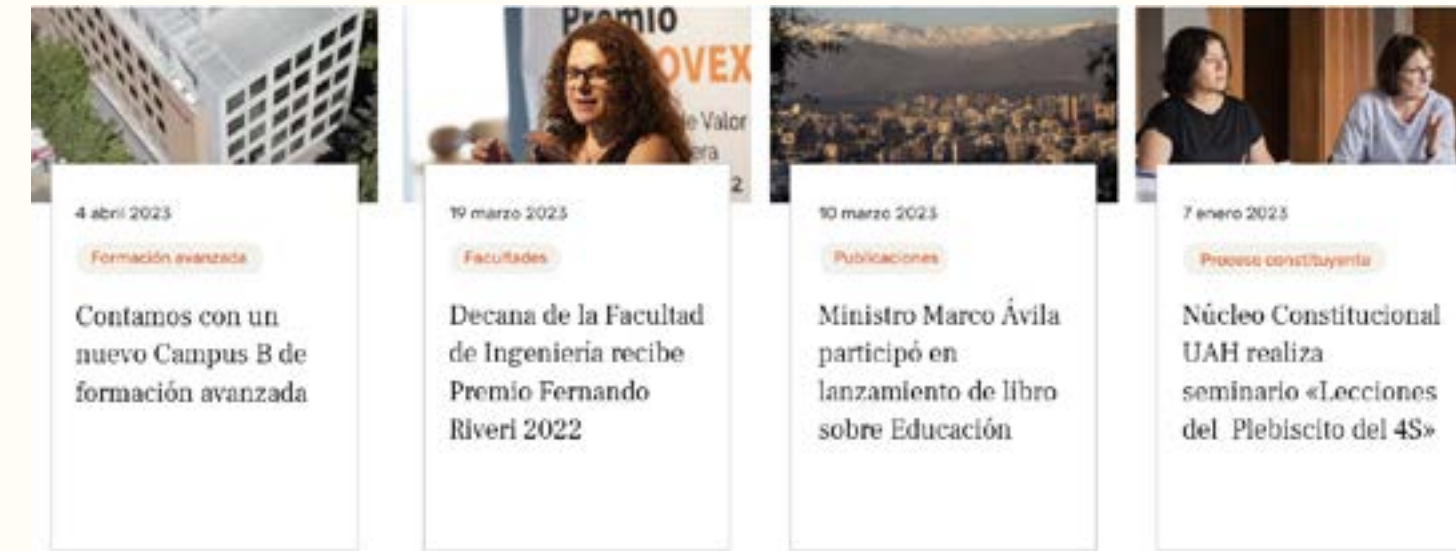 Premio
OVEX
de Valor
era
2
4 abril 2023
Formación avanzada
Contamos con un
nuevo Campus B de
formación avanzada
19 marzo 2023
Facultades
Decana de la Facultad
de Ingeniería recibe
Premio Fernando
Riveri 2022
10 marzo 2023
Publicaciones
Ministro Marco Ávila
participó en
lanzamiento de libro
sobre Educación
7 enero 2023
Proceso constituyente
Núcleo Constitucional
UAH realiza
seminario «Lecciones
del Plebiscito del 4S»